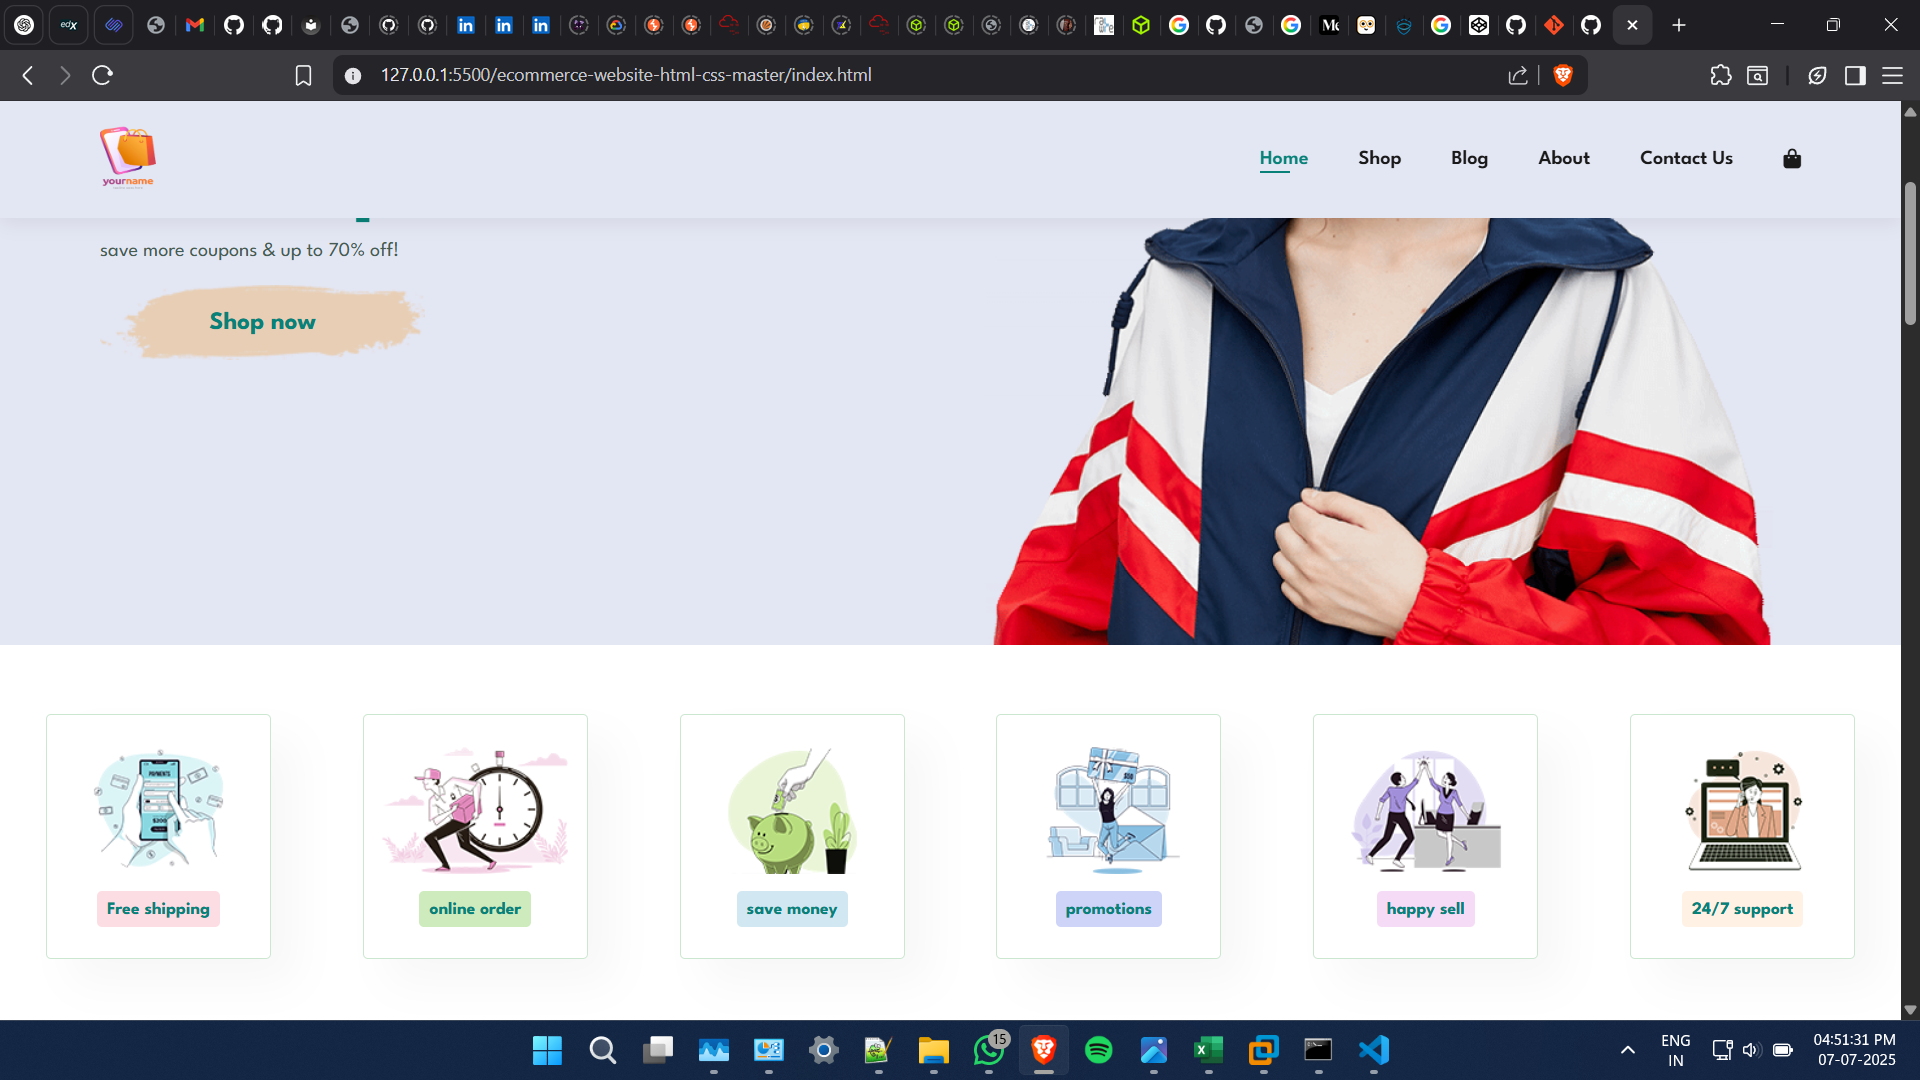 edX
127.0.0.1:5500/ecommerce-website-html-css-master/index.html
yourname
Home
Shop
Blog
About
Contact Us
save more coupons & up to 70% off!
Shop now
PAYMENTS
$200
Free shipping
online order
save money
promotions
happy sell
24/7 support
15
ENG
IN
04:51:31 PM
07-07-2025